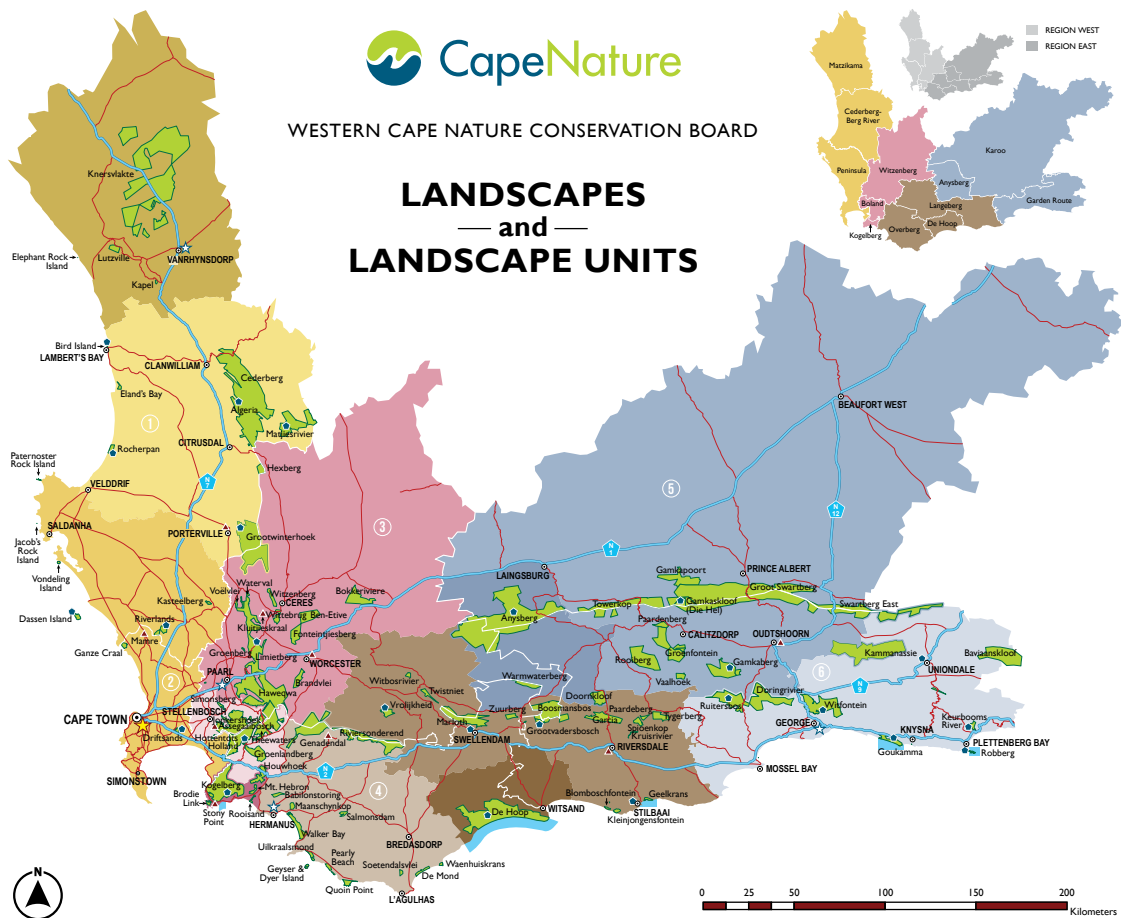 CapeNature
WESTERN CAPE NATURE CONSERVATION BOARD
LANDSCAPES
and
LANDSCAPE UNITS
REGION WEST
REGION EAST
Matzikama
Cederberg-
Berg River
Peninsula
Witzenberg
Karoo
Anysberg
Boland
Langeberg
Garden Route
De Hoop
Overberg
Kogelberg
Knersvlakte
Elephant Rock
Island
Lutzville
VANRHYNSDORP
Kapel
Bird Island
LAMBERT'S BAY
CLANWILLIAM
Cederberg
Eland's Bay
Algeria
1
Matjiesrivier
CITRUSDAL
Rocherpan
Paternoster
Rock Island
Hexberg
VELDDRIF
N
7
SALDANHA
PORTERVILLE
Grootwinterhoek
Jacob's
Rock
Island
Vondeling
Island
3
5
BEAUFORT WEST
N
12
N
1
LAINGSBURG
Gamkapoort
PRINCE ALBERT
Groot-Swartberg
Waterval
Voëlvlei
Witzenberg
CERES
Bokkeriviere
Kasteelberg
Dassen Island
Riverlands
Wittebrug
Ben-Etive
Kluitjieskraal
Fonteintjiesberg
Mamre
Ganze Craal
Groenberg
Limietberg
WORCESTER
PAARL
2
Simonsberg
Hawequa
Brandvlei
STELLENBOSCH
Jonkershoek
Assegaaibosch
CAPE TOWN
Driftsands
Hottentots
Holland
Theewaters
Groenlandberg
Houwhoek
Genadendal
Riviersonderend
SIMONSTOWN
Kogelberg
Brodie
Link
Stony
Point
Rooisand
Mt. Hebron
Babilonstoring
Maanschynkop
HERMANUS
Salmonsdam
4
N
2
Walker Bay
Uilkraalsmond
BREDASDORP
Pearly
Beach
Geyser &
Dyer Island
Soetendalsvlei
Waenhuiskrans
De Mond
Quoin Point
L'AGULHAS
Anysberg
Towerkop
Gamkaskloof
(Die Hel)
Swartberg East
Paardenberg
CALITZDORP
OUDTSHOORN
Groenfontein
Rooiberg
Gamkaberg
Kammanassie
Baviaanskloof
UNIONDALE
6
Vaalhoek
Warmwaterberg
Witbosrivier
Twistniet
Vrolijkheid
Marloth
SWELLENDAM
Zuurberg
Boosmansbos
Grootvadersbosch
Doornkloof
Garcia
Paardeberg
Spioenkop
Kruisrivier
Tygerberg
RIVERSDALE
Ruitersbos
Doringrivier
N
9
Witfontein
GEORGE
KNYSNA
Keurbooms
River
PLETTENBERG BAY
Robberg
Goukamma
MOSSEL BAY
De Hoop
WITSAND
Blomboschfontein
Geelkrans
STILBAAI
Kleinjongensfontein
N
0
25
50
100
150
200
Kilometers